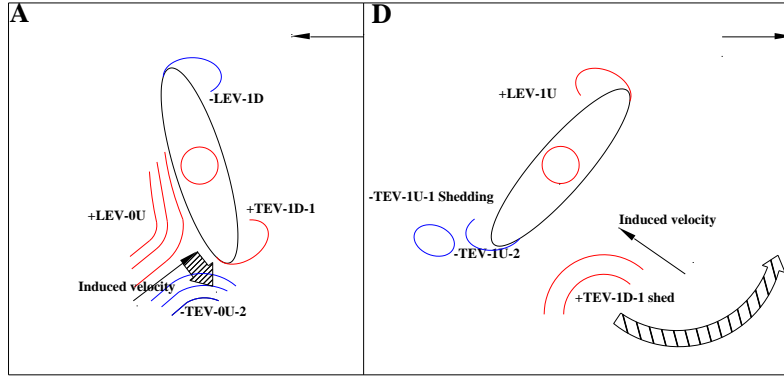 A
-LEV-1D
+LEV-0U
+TEV-1D-1
Induced velocity
-TEV-0U-2
D
+LEV-1U
-TEV-1U-1 Shedding
-TEV-1U-2
Induced velocity
+TEV-1D-1 shed